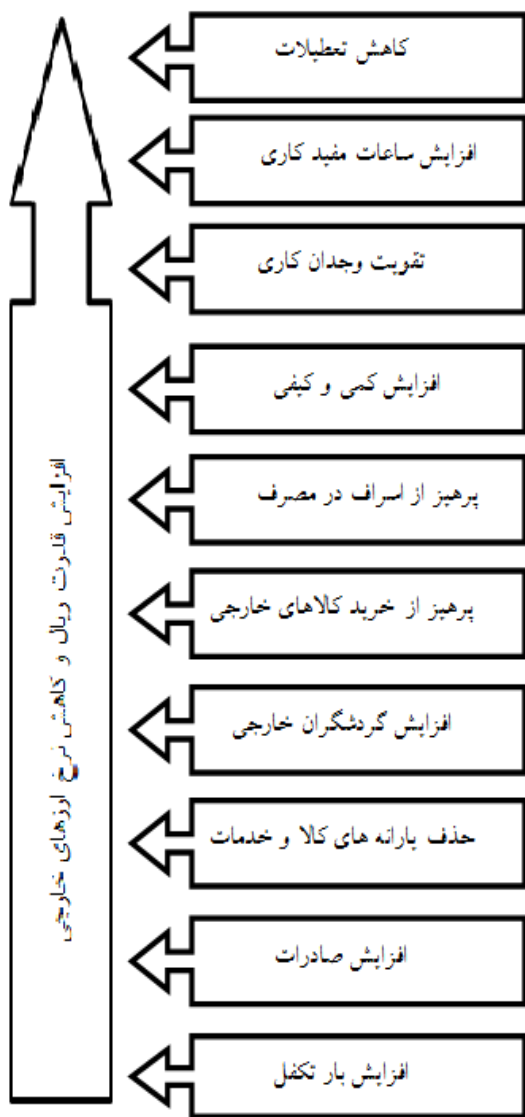 کاهش تعطیلات
افزایش ساعات مفید کاری
تقویت وجدان کاری
افزایش کمی و کیفی
پرهیز از اسراف در مصرف
پرهیز از خرید کالاهای خارجی
افزایش گردشگران خارجی
حذف یارانه های کالا و خدمات
افزایش صادرات
افزایش بار تکفل
افزایش قدرت ریال و کاهش نرخ ارزهای خارجی